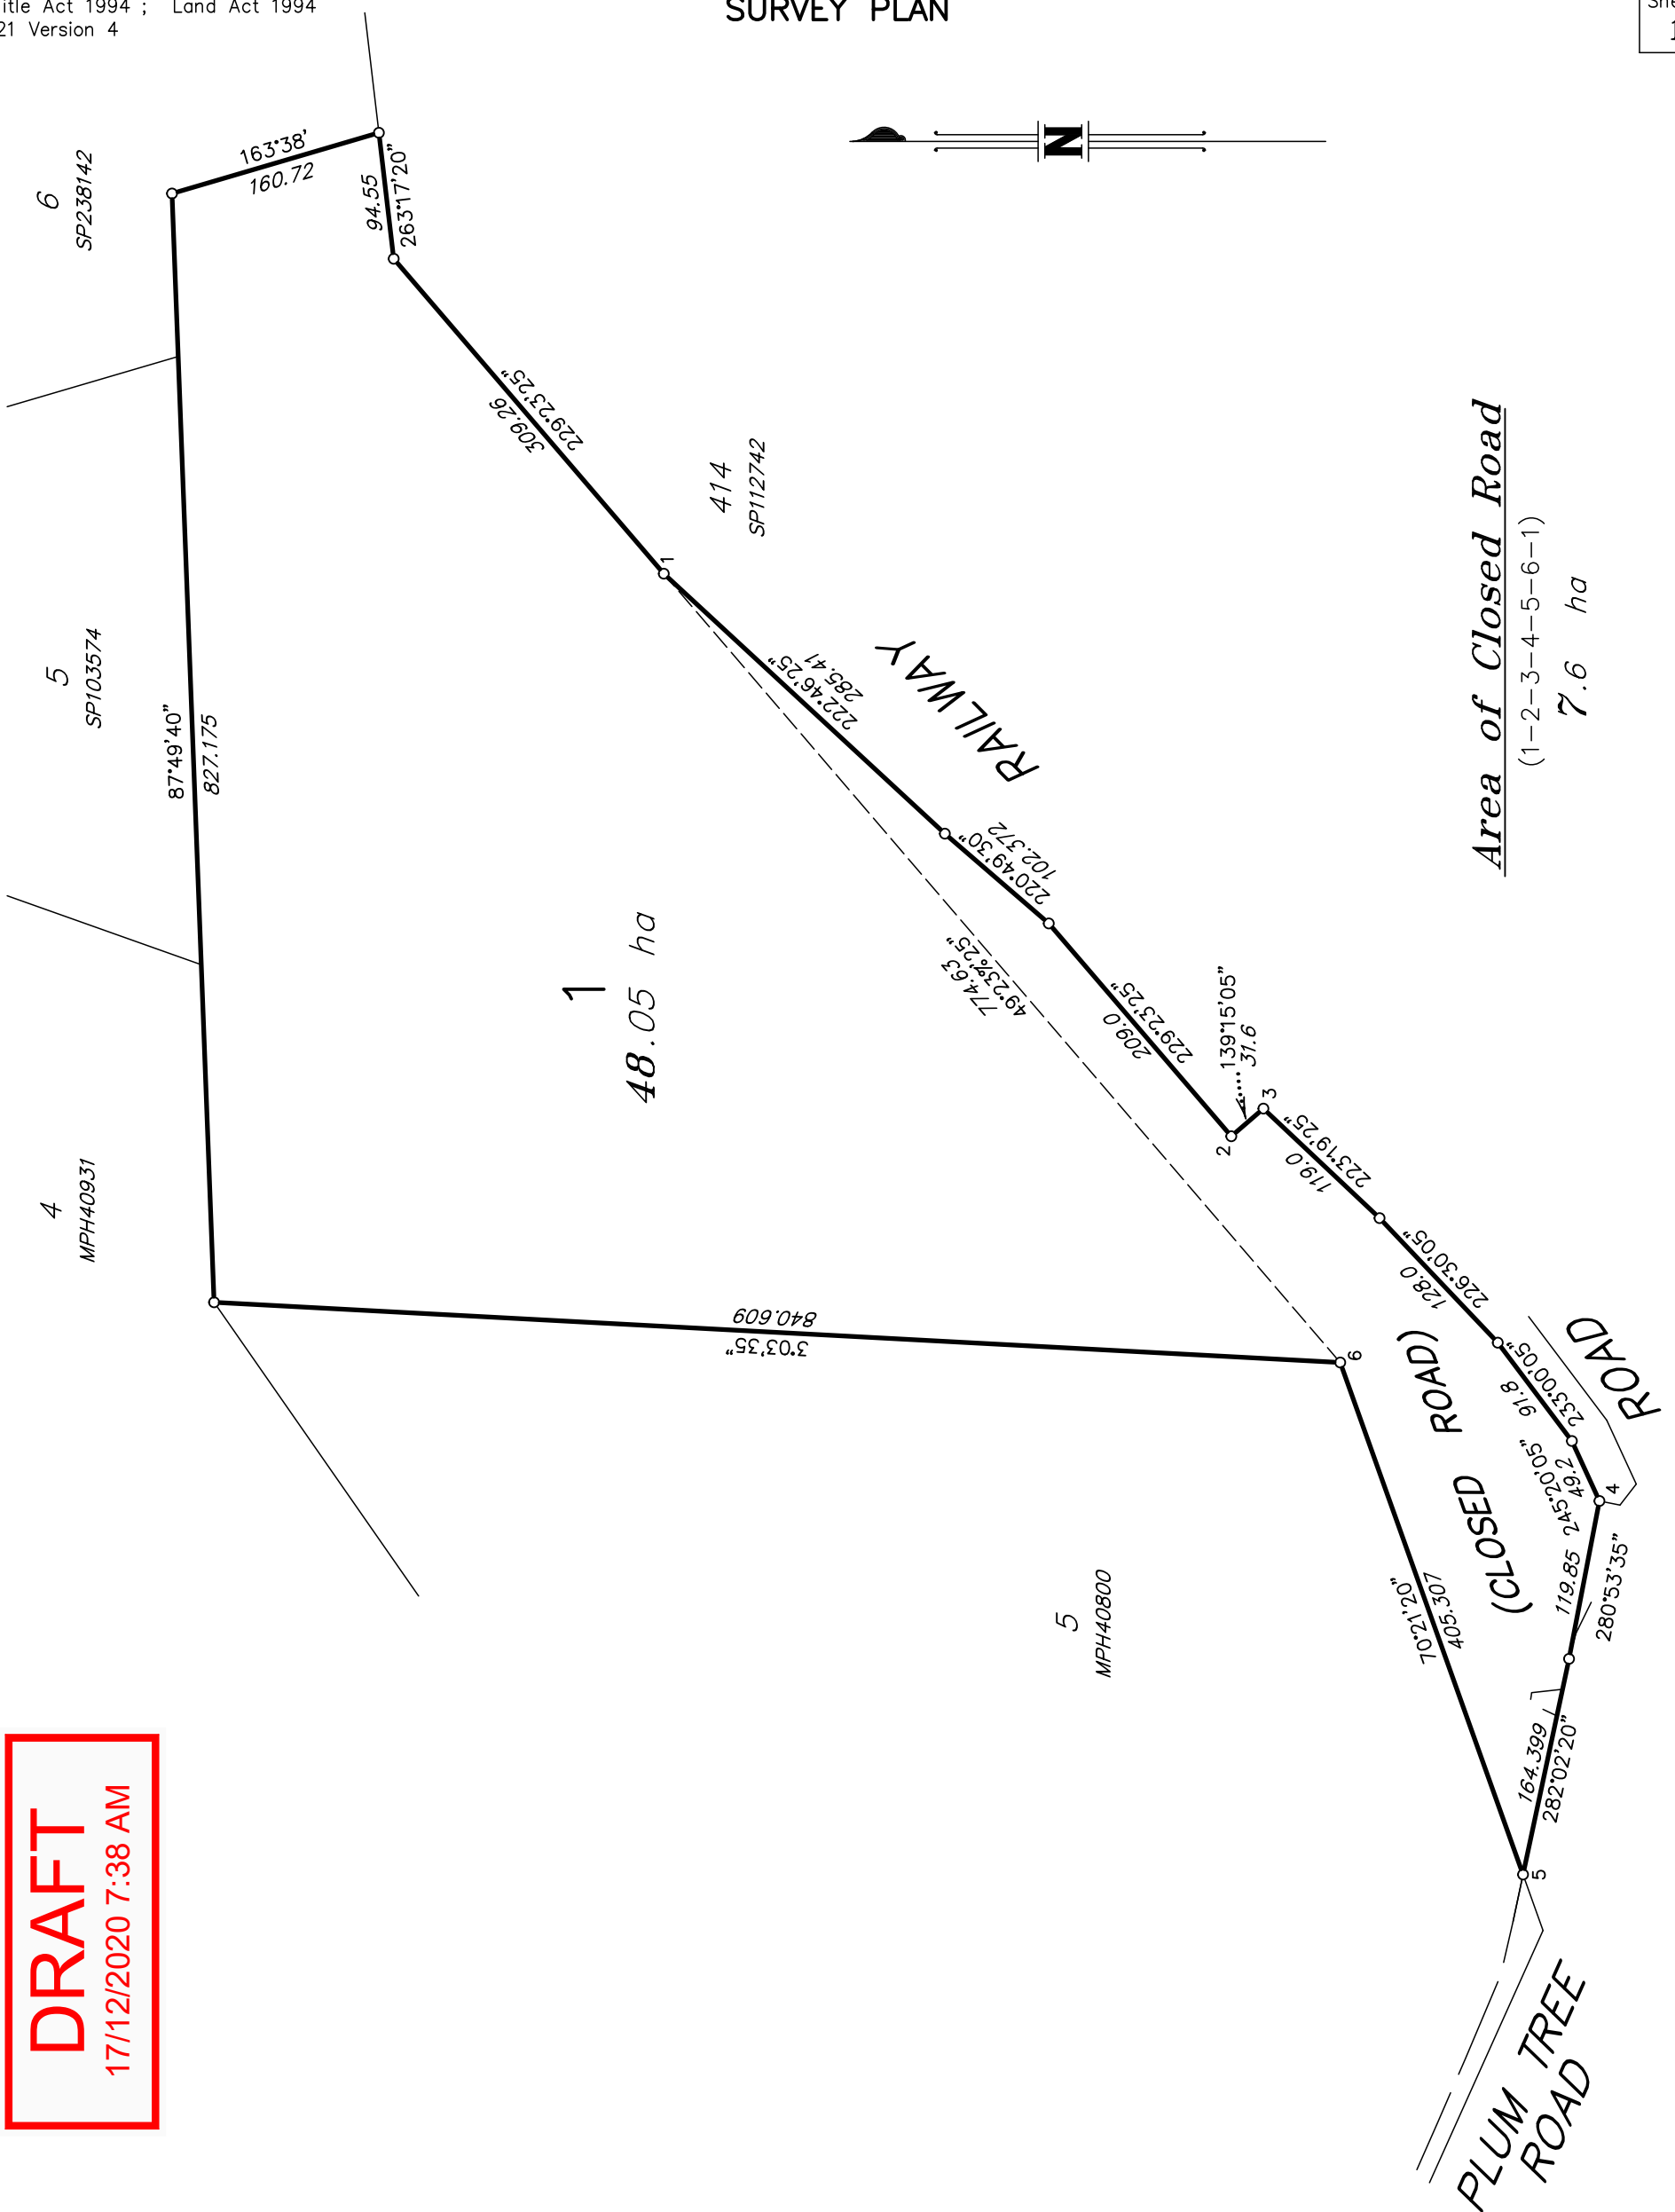 itle Act 1994 ; Land Act 1994
21 Version 4
SURVEY PLAN
1
6
SP238142
163°38'
160.72
94.55
263°17'20"
5
SP103574
87°49'40"
827.175
309.26
229°23'25"
414
SP112742
1
222°46'25"
285.41
RAILWAY
220°49'30"
102.372
774.63
1
48.05 ha
209.0
229°23'25"
139°15'05"
31.6
2
3
4
MPH40931
840.609
3°03'35"
119.0
223°19'25"
128.0
226°30'05"
91.8
233°00'05"
245°20'05"
49.2
ROAD
4
6
(CLOSED ROAD)
70°21'20"
405.307
119.85
280°53'35"
164.399
282°02'20"
5
5
MPH40800
PLUM TREE
ROAD
Area of Closed Road
(1-2-3-4-5-6-1)
7.6 ha
N
DRAFT
17/12/2020 7:38 AM